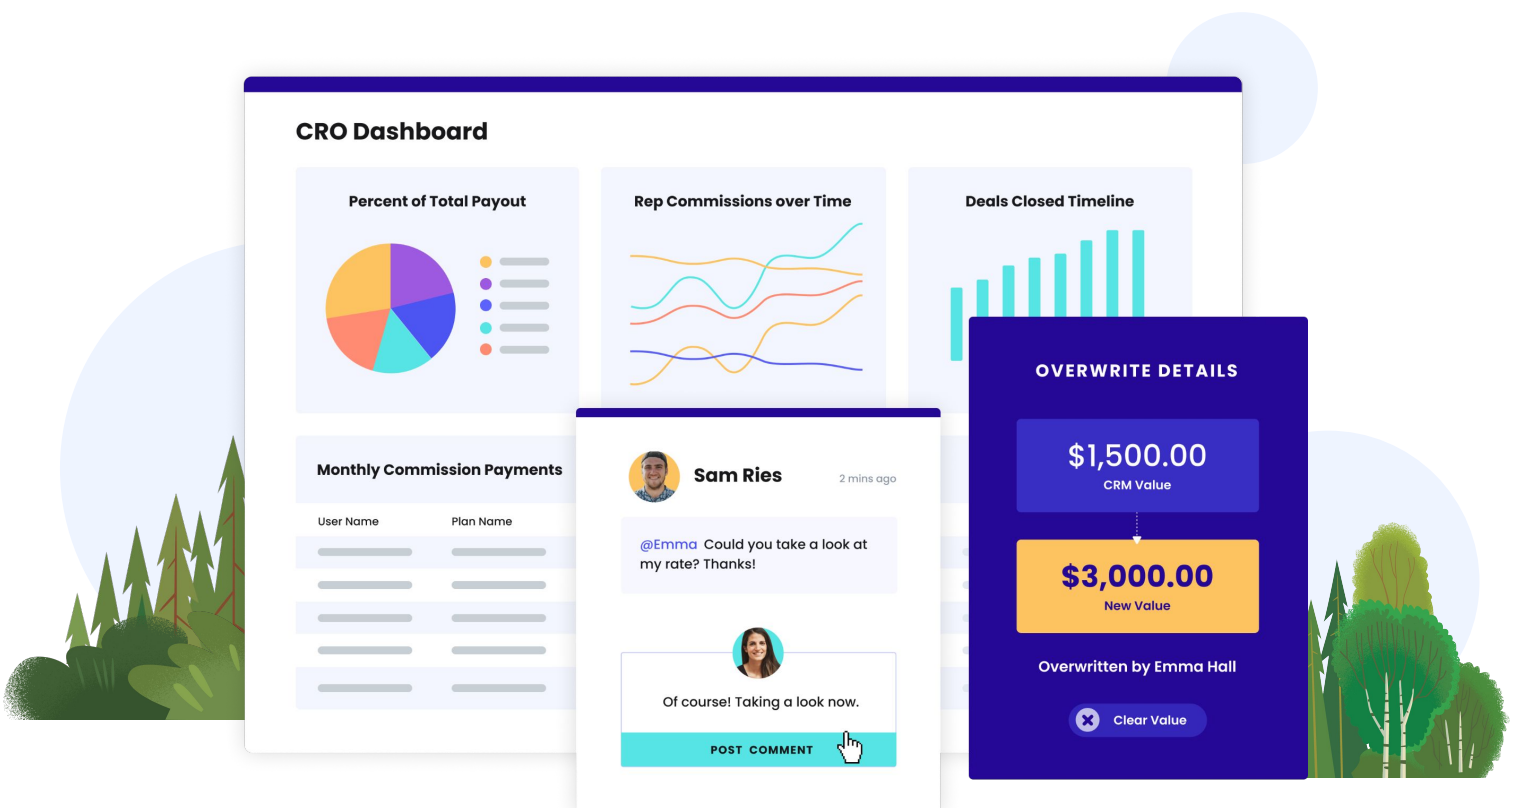 CRO Dashboard
Percent of Total Payout
Rep Commissions over Time
Deals Closed Timeline
Monthly Commission Payments
User Name
Plan Name
Sam Ries
2 mins ago
@Emma Could you take a look at
my rate? Thanks!
Of course! Taking a look now.
POST COMMENT
OVERWRITE DETAILS
$1,500.00
CRM Value
$3,000.00
New Value
Overwritten by Emma Hall
Clear Value